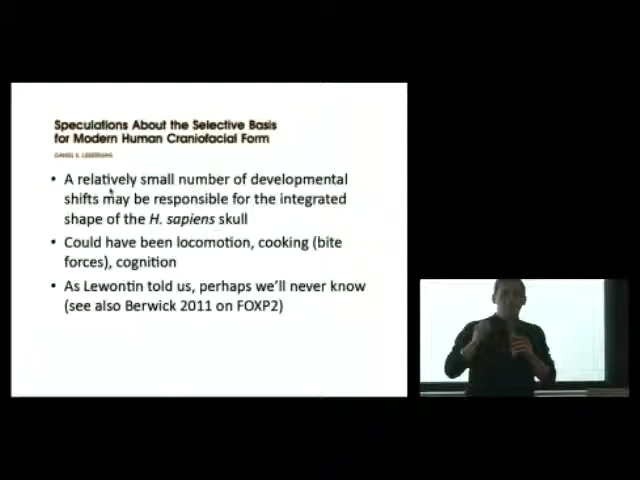 Speculations About the Selective Basis
for Modern Human Craniofacial Form
DANIEL E. LIEBERMAN
• A relatively small number of developmental
shifts may be responsible for the integrated
shape of the H. sapiens skull
• Could have been locomotion, cooking (bite
forces), cognition
• As Lewontin told us, perhaps we'll never know
(see also Berwick 2011 on FOXP2)